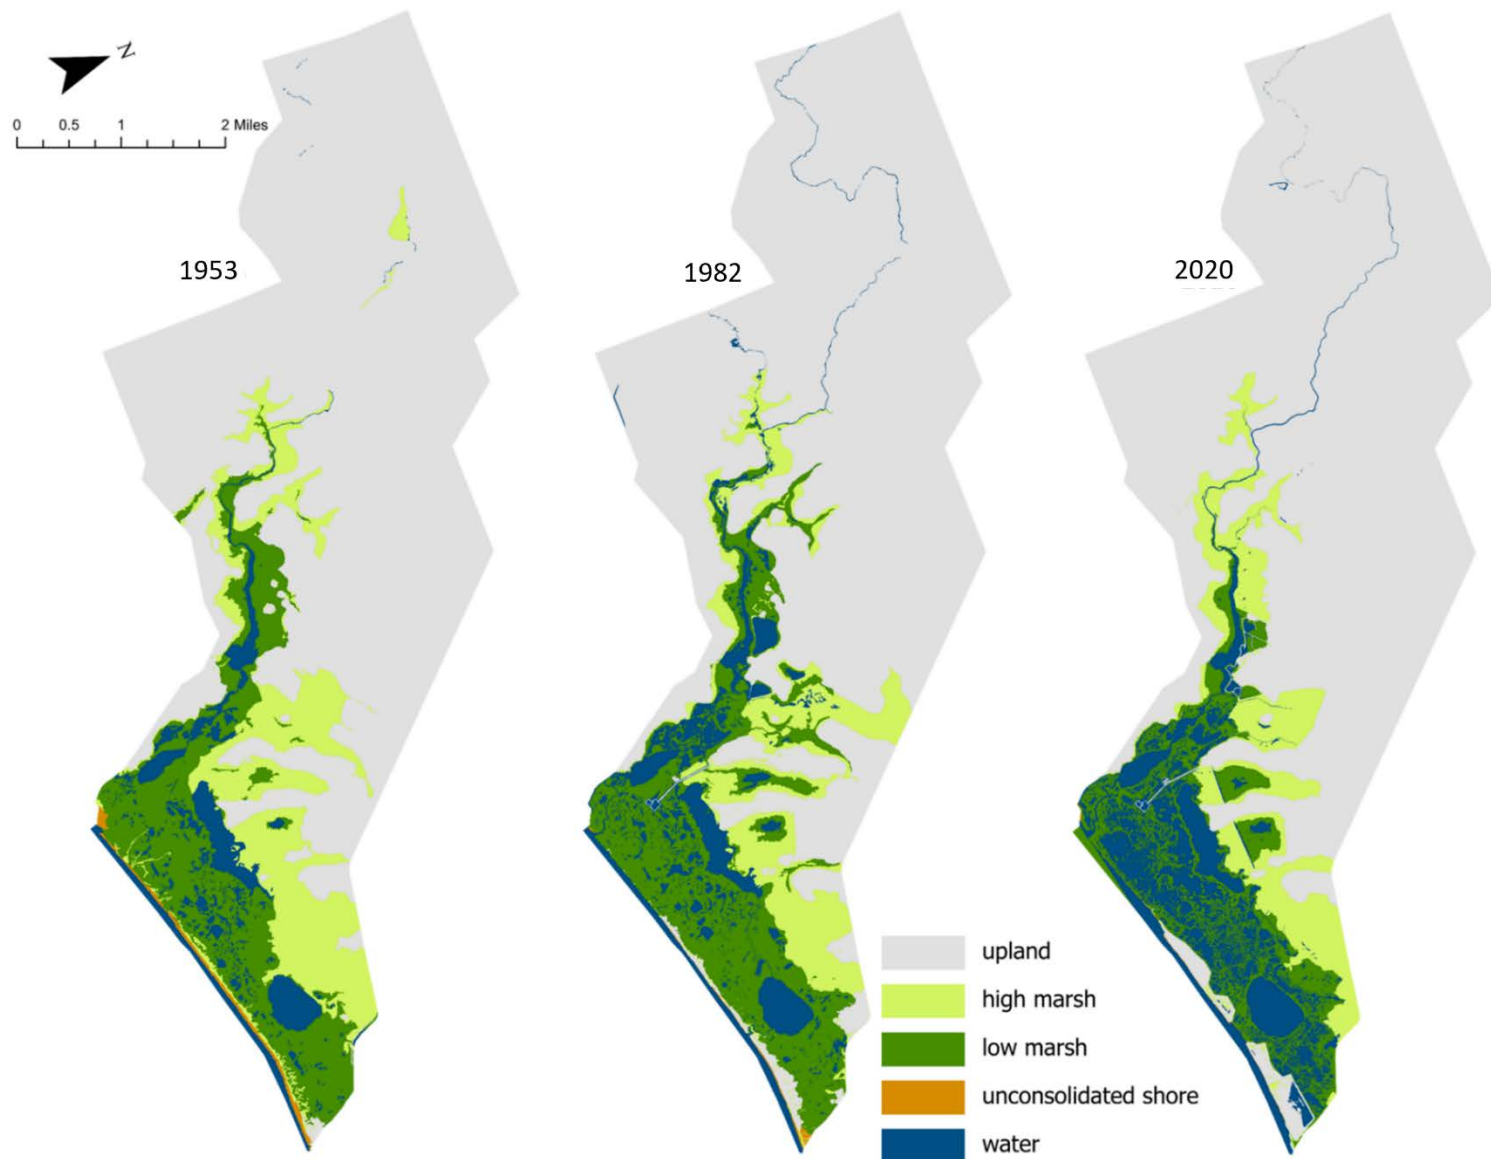 N
0 0.5 1 2 Miles
1953
1982
2020
upland
high marsh
low marsh
unconsolidated shore
water